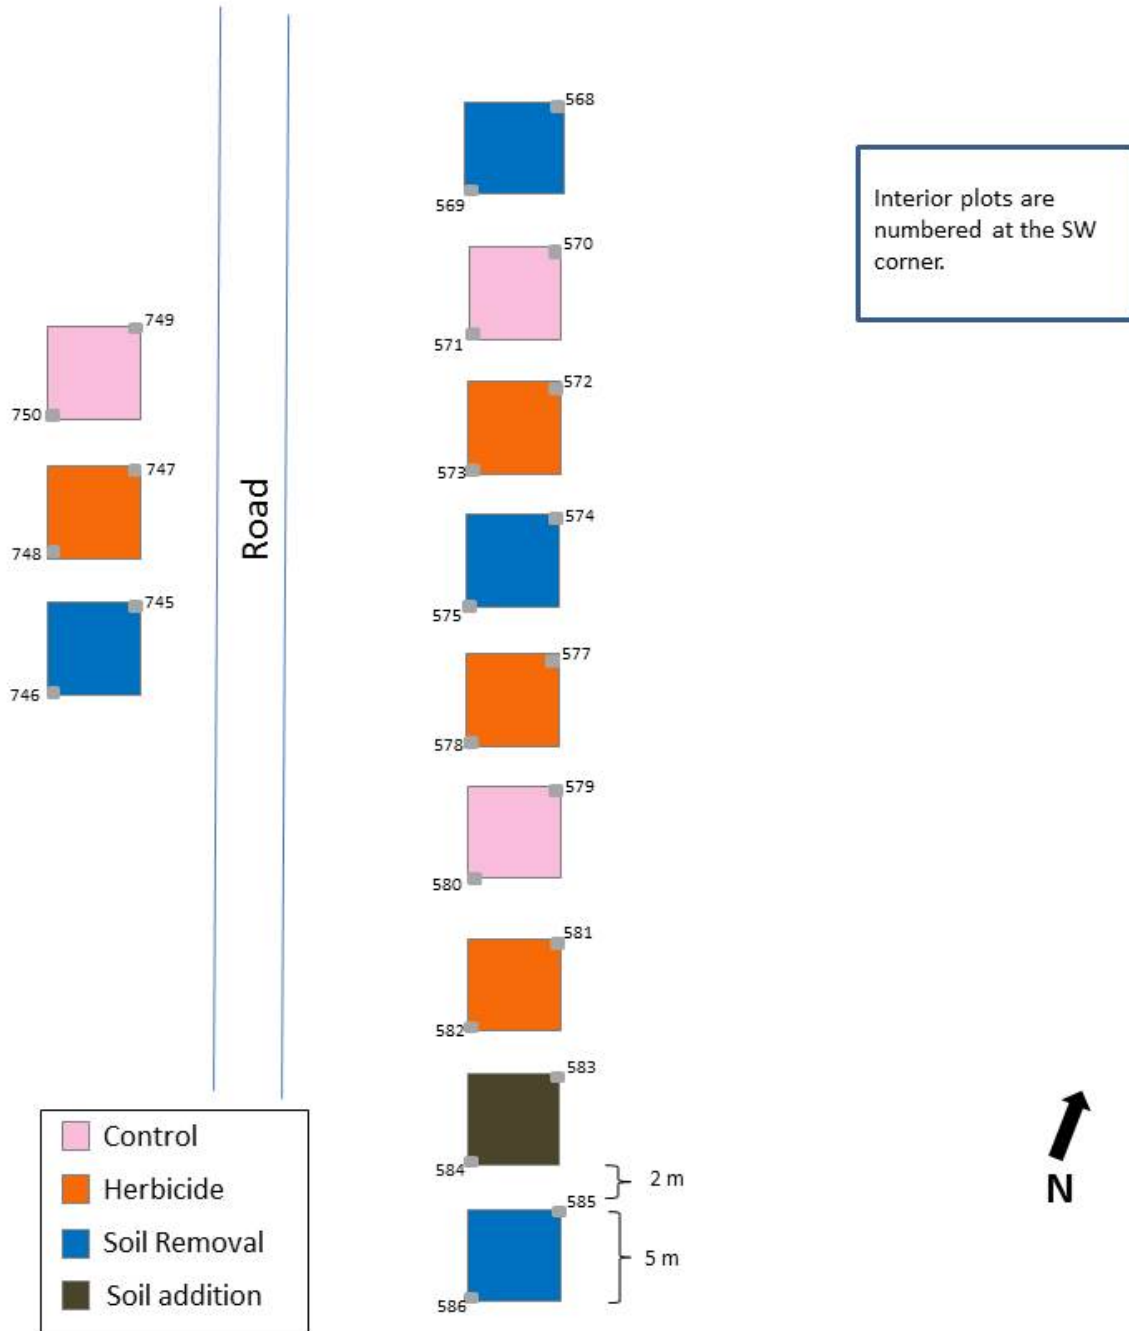 568
569
Interior plots are
numbered at the SW
corner.
570
571
749
750
572
573
747
748
Road
574
575
745
746
577
578
579
580
581
582
583
584
2 m
585
5 m
586
Control
Herbicide
Soil Removal
Soil addition
N